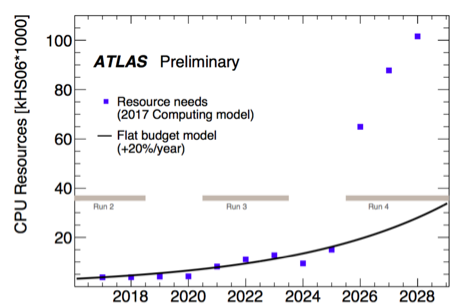 CPU Resources [kHS06*1000]
100
80
60
40
20
ATLAS Preliminary
Resource needs
(2017 Computing model)
Flat budget model
(+20%/year)
Run 2
Run 3
Run 4
2018 2020 2022 2024 2026 2028